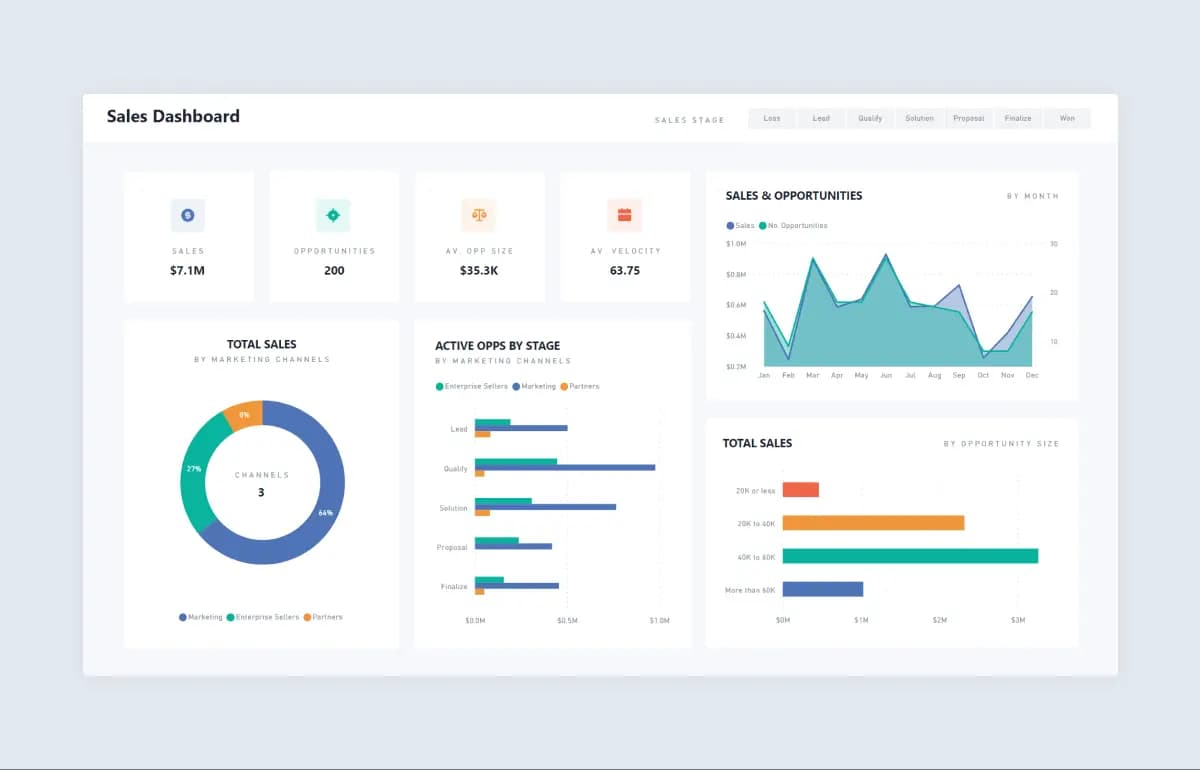 Sales Dashboard
SALES STAGE
Loss Lead Qualify Solution Proposal Finalize Won
SALES
$7.1M
OPPORTUNITIES
200
AV. OPP SIZE
$35.3K
AV. VELOCITY
63.75
SALES & OPPORTUNITIES
BY MONTH
Sales No. Opportunities
$1.0M
$0.8M
$0.6M
$0.4M
$0.2M
30
20
10
Jan Feb Mar Apr May Jun Jul Aug Sep Oct Nov Dec
TOTAL SALES
BY MARKETING CHANNELS
27%
64%
CHANNELS
3
Marketing Enterprise Sellers Partners
ACTIVE OPPS BY STAGE
BY MARKETING CHANNELS
Enterprise Sellers Marketing Partners
Lead
Qualify
Solution
Proposal
Finalize
$0.0M $0.5M $1.0M
TOTAL SALES
BY OPPORTUNITY SIZE
20K or less
20K to 40K
40K to 60K
More than 60K
$0M $1M $2M $3M